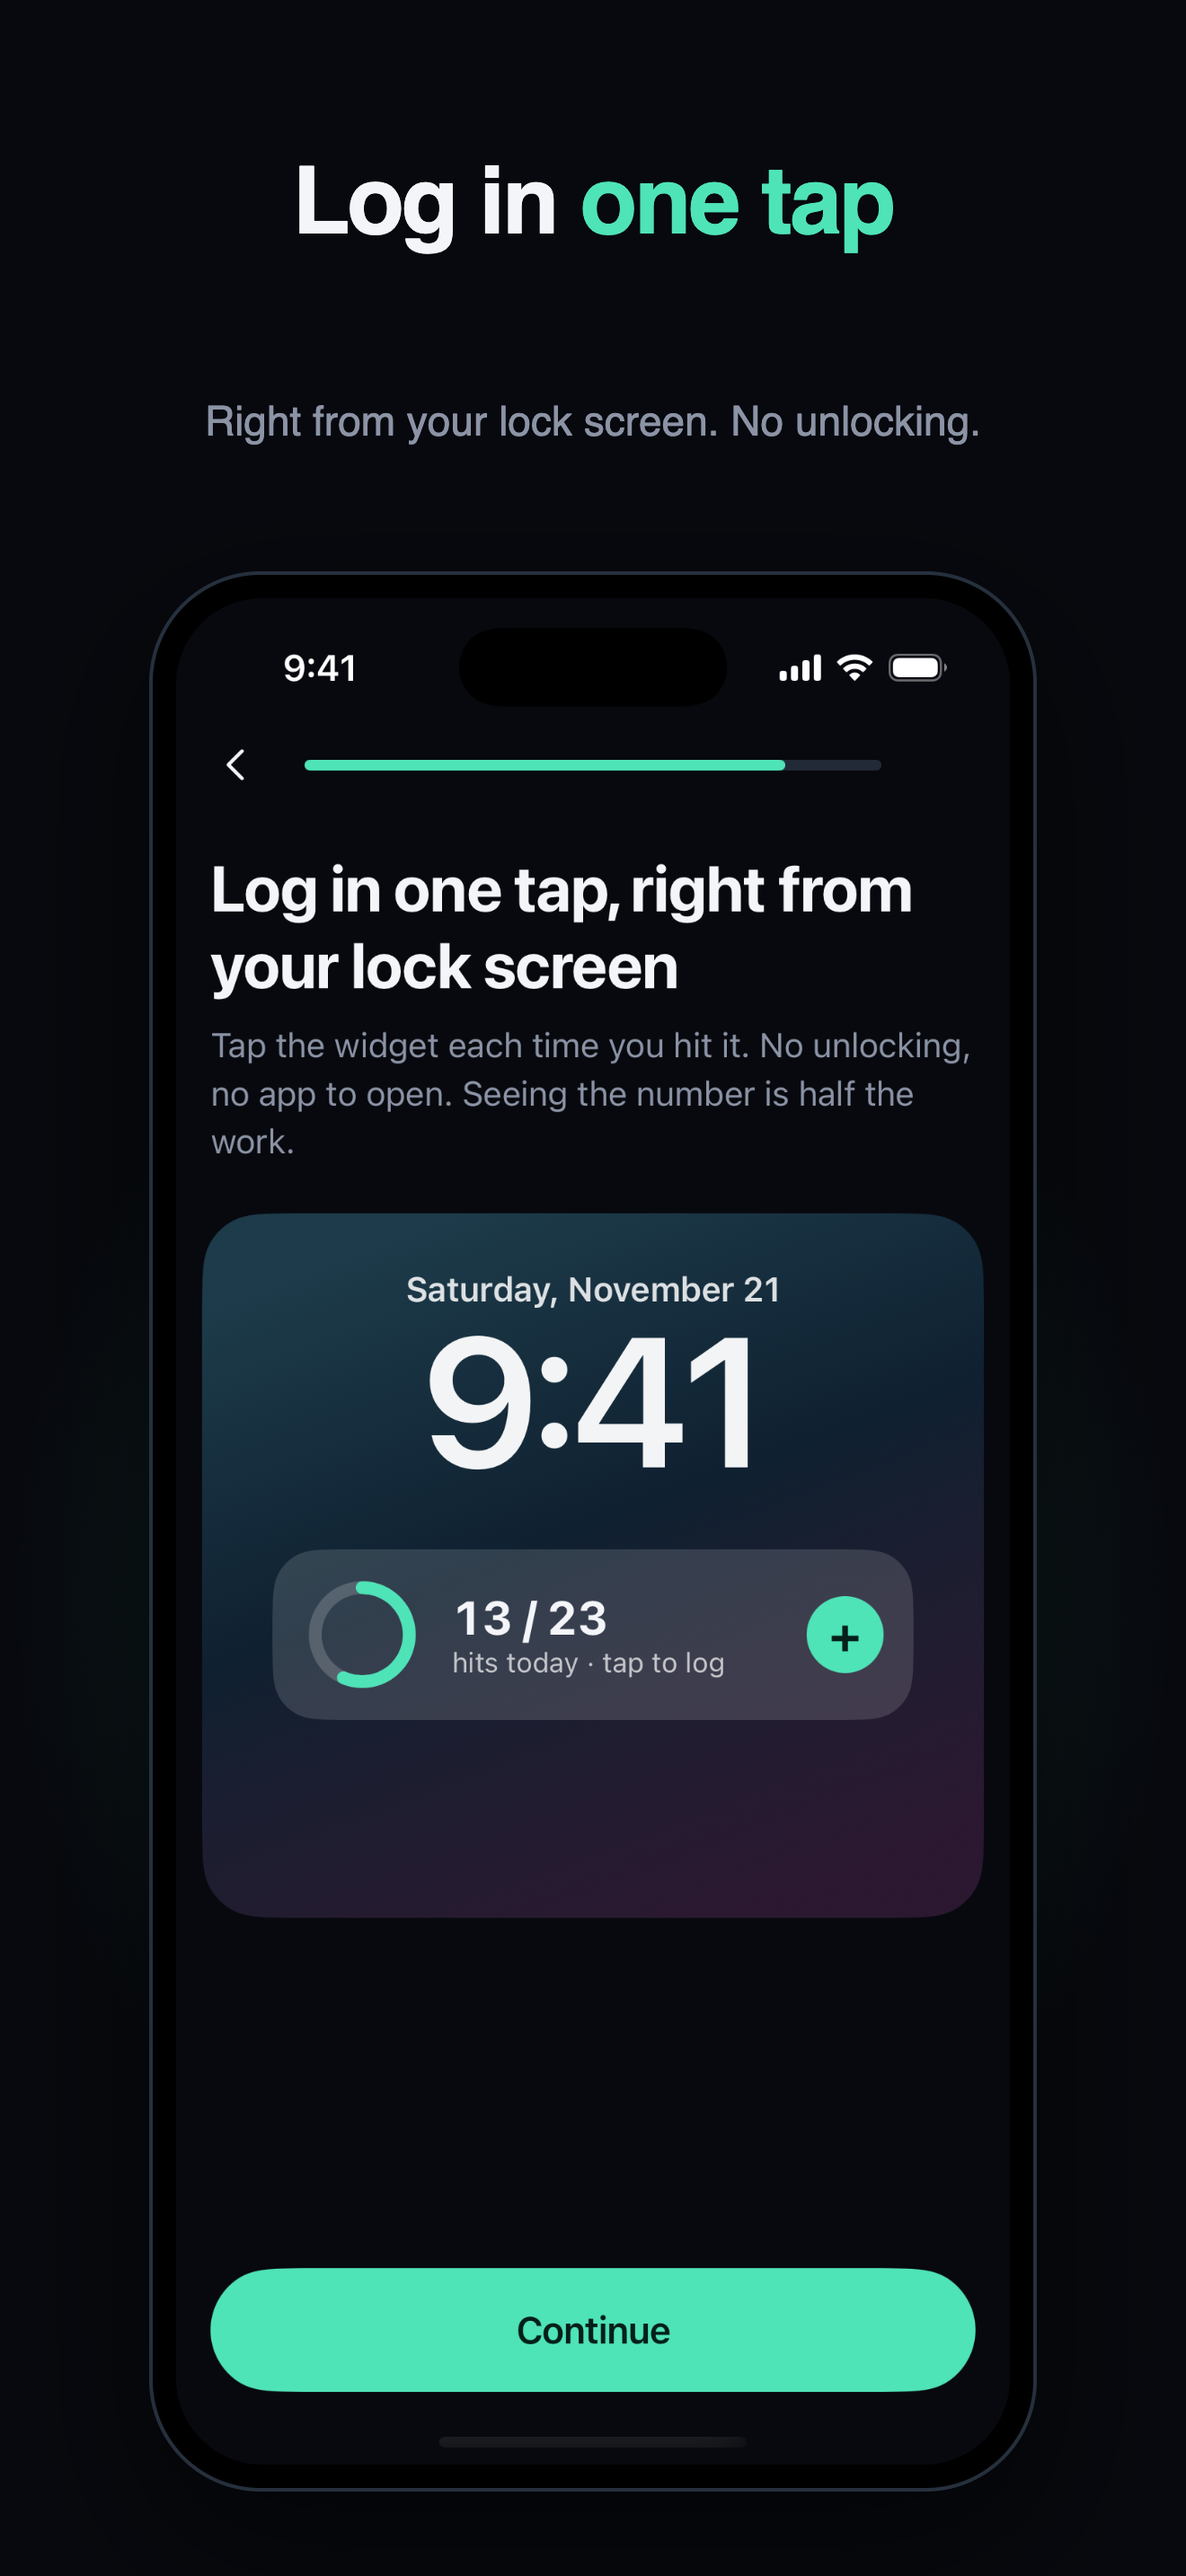 Log in one tap
Right from your lock screen. No unlocking.
9:41
Log in one tap, right from
your lock screen
Tap the widget each time you hit it. No unlocking,
no app to open. Seeing the number is half the
work.
Saturday, November 21
9:41
13 / 23
hits today · tap to log
+
Continue